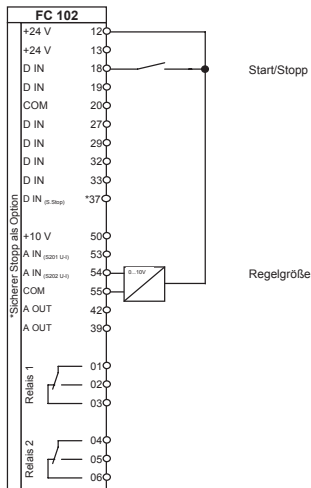 FC 102
+24 V 12
+24 V 13
D IN 18
Start/Stopp
D IN 19
COM 20
D IN 27
D IN 29
D IN 32
D IN 33
D IN (S.Stop) *37
*Sicherer Stopp als Option
+10 V 50
A IN (S201 U-I) 53
A IN (S202 U-I) 54
0...10V
Regelgröße
COM 55
A OUT 42
A OUT 39
Relais 1
01
02
03
Relais 2
04
05
06